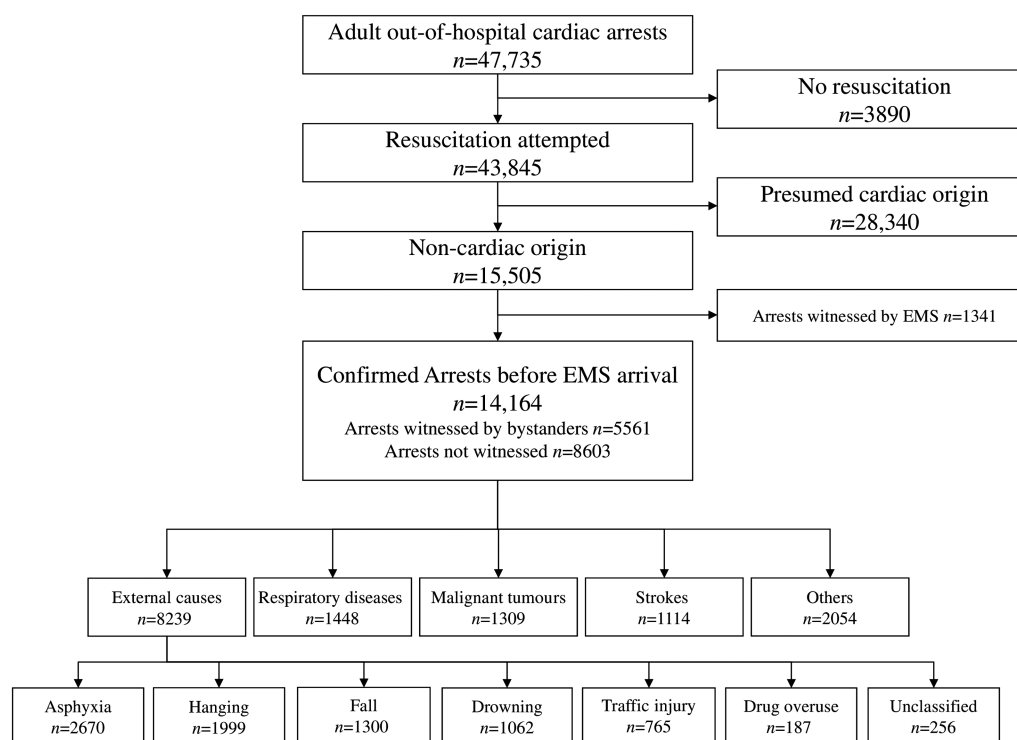 Adult out-of-hospital cardiac arrests
n=47,735
No resuscitation
n=3890
Resuscitation attempted
n=43,845
Presumed cardiac origin
n=28,340
Non-cardiac origin
n=15,505
Arrests witnessed by EMS n=1341
Confirmed Arrests before EMS arrival
n=14,164
Arrests witnessed by bystanders n=5561
Arrests not witnessed n=8603
External causes
n=8239
Respiratory diseases
n=1448
Malignant tumours
n=1309
Strokes
n=1114
Others
n=2054
Asphyxia
n=2670
Hanging
n=1999
Fall
n=1300
Drowning
n=1062
Traffic injury
n=765
Drug overuse
n=187
Unclassified
n=256